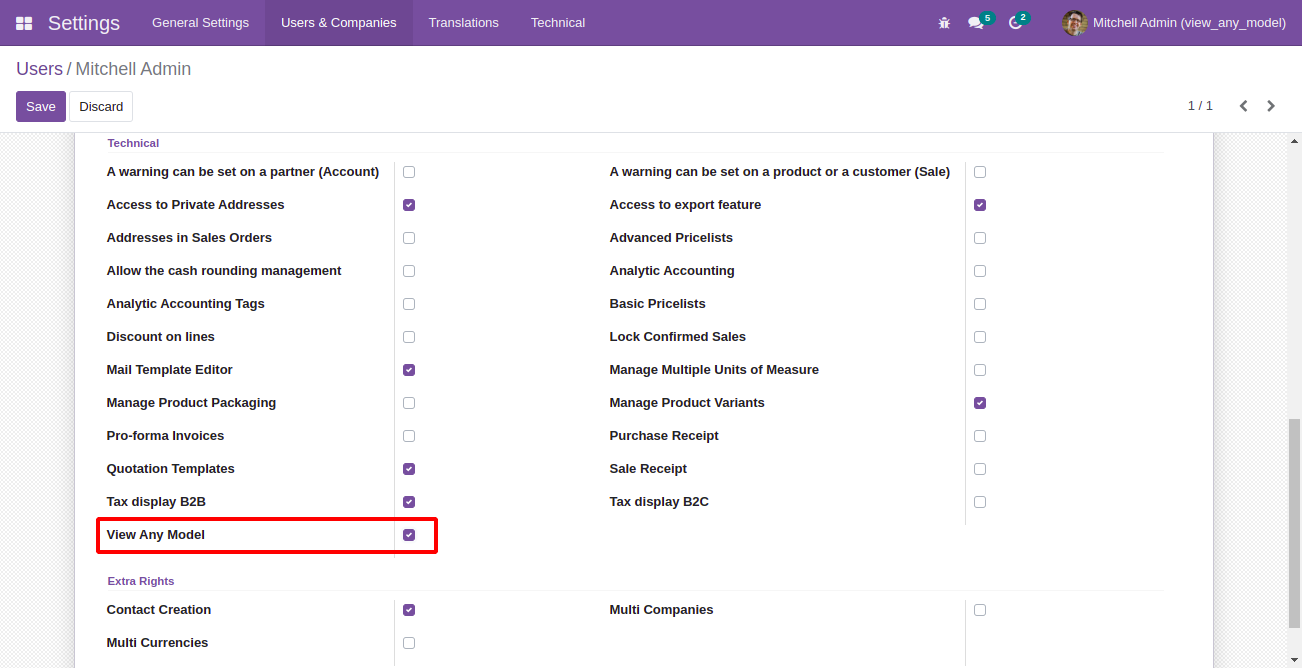 Settings General Settings Users & Companies Translations Technical 5 2 Mitchell Admin (view_any_model)
Users / Mitchell Admin
Save Discard 1 / 1
Technical
A warning can be set on a partner (Account) A warning can be set on a product or a customer (Sale)
Access to Private Addresses Access to export feature
Addresses in Sales Orders Advanced Pricelists
Allow the cash rounding management Analytic Accounting
Analytic Accounting Tags Basic Pricelists
Discount on lines Lock Confirmed Sales
Mail Template Editor Manage Multiple Units of Measure
Manage Product Packaging Manage Product Variants
Pro-forma Invoices Purchase Receipt
Quotation Templates Sale Receipt
Tax display B2B Tax display B2C
View Any Model
Extra Rights
Contact Creation Multi Companies
Multi Currencies